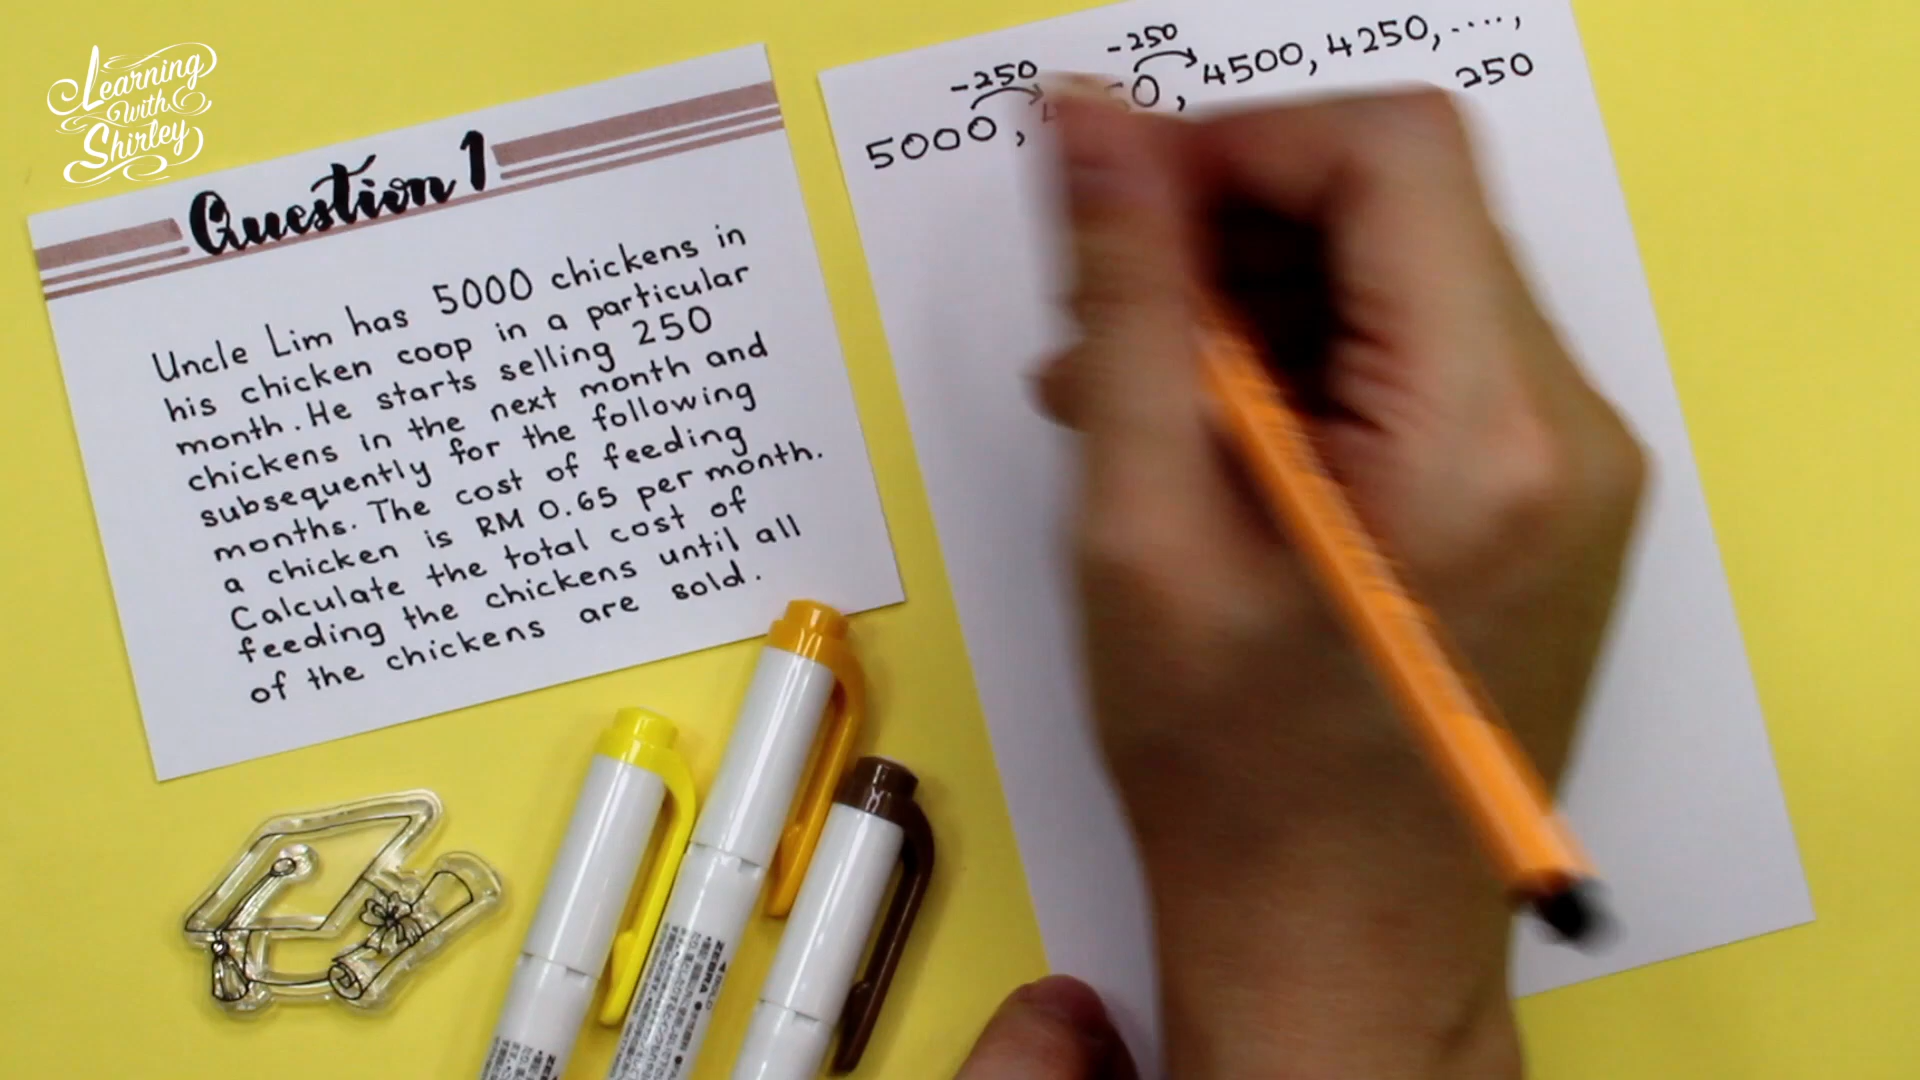 Learning
With
Shirley
Question 1
Uncle Lim has 5000 chickens in
his chicken coop in a particular
month. He starts selling 250
chickens in the next month and
subsequently for the following
months. The cost of feeding
a chicken is RM 0.65 per month.
Calculate the total cost of
feeding the chickens until all
of the chickens are sold.
-250 -250
5000, 4500, 4250, ....,
250
ZEBRA